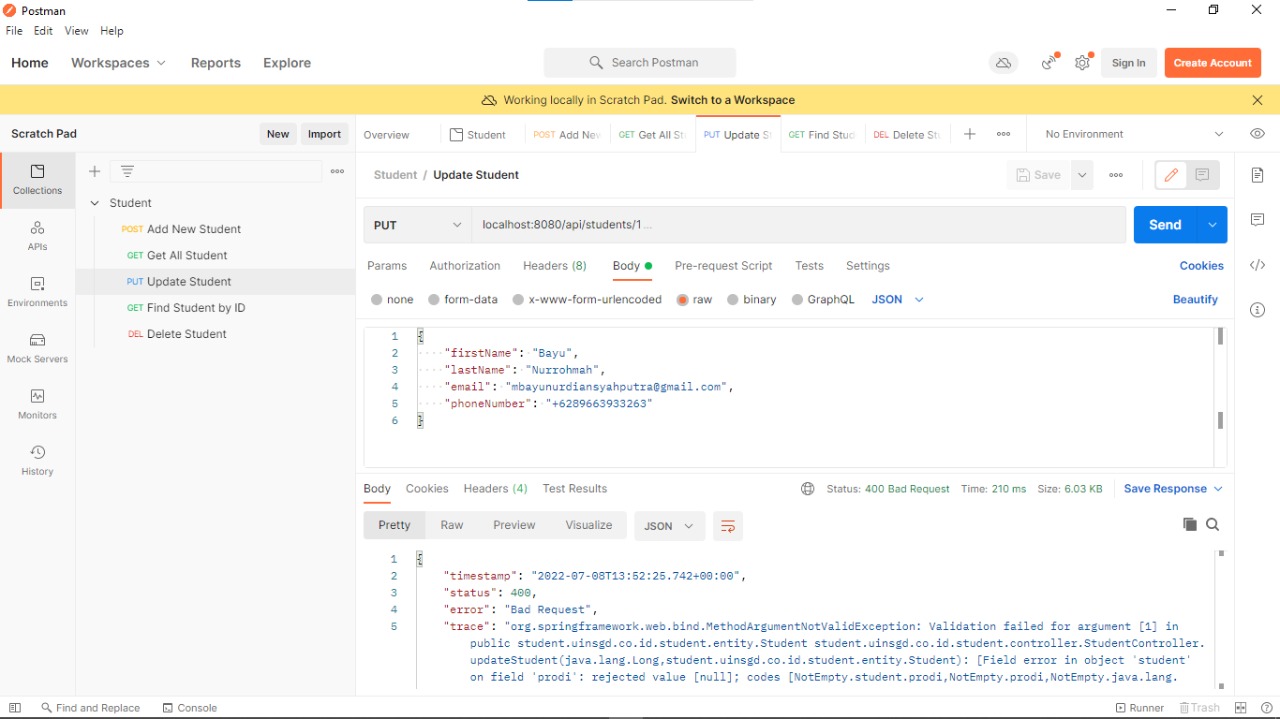 Postman
File Edit View Help
Home Workspaces Reports Explore
Search Postman
Sign In
Create Account
Working locally in Scratch Pad. Switch to a Workspace
Scratch Pad
New
Import
Overview
Student
POST Add New
GET Get All St
PUT Update S
GET Find Stud
DEL Delete St
No Environment
Collections
APIs
Environments
Mock Servers
Monitors
History
Student
POST Add New Student
GET Get All Student
PUT Update Student
GET Find Student by ID
DEL Delete Student
Student / Update Student
Save
PUT
localhost:8080/api/students/1 ...
Send
Params Authorization Headers (8) Body Pre-request Script Tests Settings
Cookies
none form-data x-www-form-urlencoded raw binary GraphQL JSON
Beautify
1 {
2 "firstName": "Bayu",
3 "lastName": "Nurrohmah",
4 "email": "mbayunurdiansyahputra@gmail.com",
5 "phoneNumber": "+6289663933263"
6 }
Body Cookies Headers (4) Test Results
Status: 400 Bad Request Time: 210 ms Size: 6.03 KB
Save Response
Pretty Raw Preview Visualize JSON
1 {
2 "timestamp": "2022-07-08T13:52:25.742+00:00",
3 "status": 400,
4 "error": "Bad Request",
5 "trace": "org.springframework.web.bind.MethodArgumentNotValidException: Validation failed for argument [1] in
public student.uinsgd.co.id.student.entity.Student student.uinsgd.co.id.student.controller.StudentController.
updateStudent(java.lang.Long,student.uinsgd.co.id.student.entity.Student): [Field error in object 'student'
on field 'prodi': rejected value [null]; codes [NotEmpty.student.prodi,NotEmpty.prodi,NotEmpty.java.lang.
Find and Replace
Console
Runner
Trash